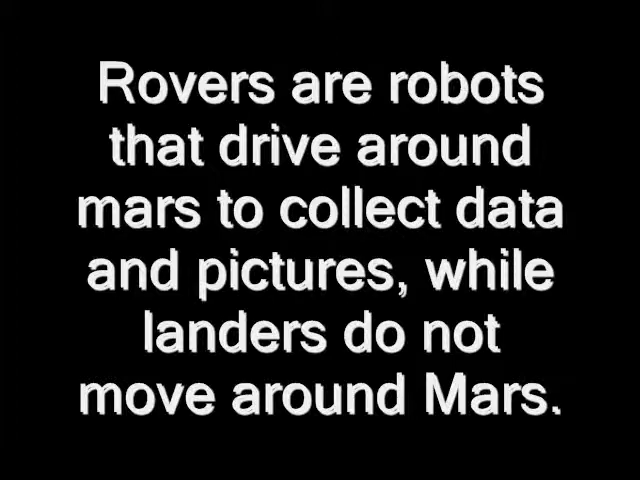 Rovers are robots
that drive around
mars to collect data
and pictures, while
landers do not
move around Mars.